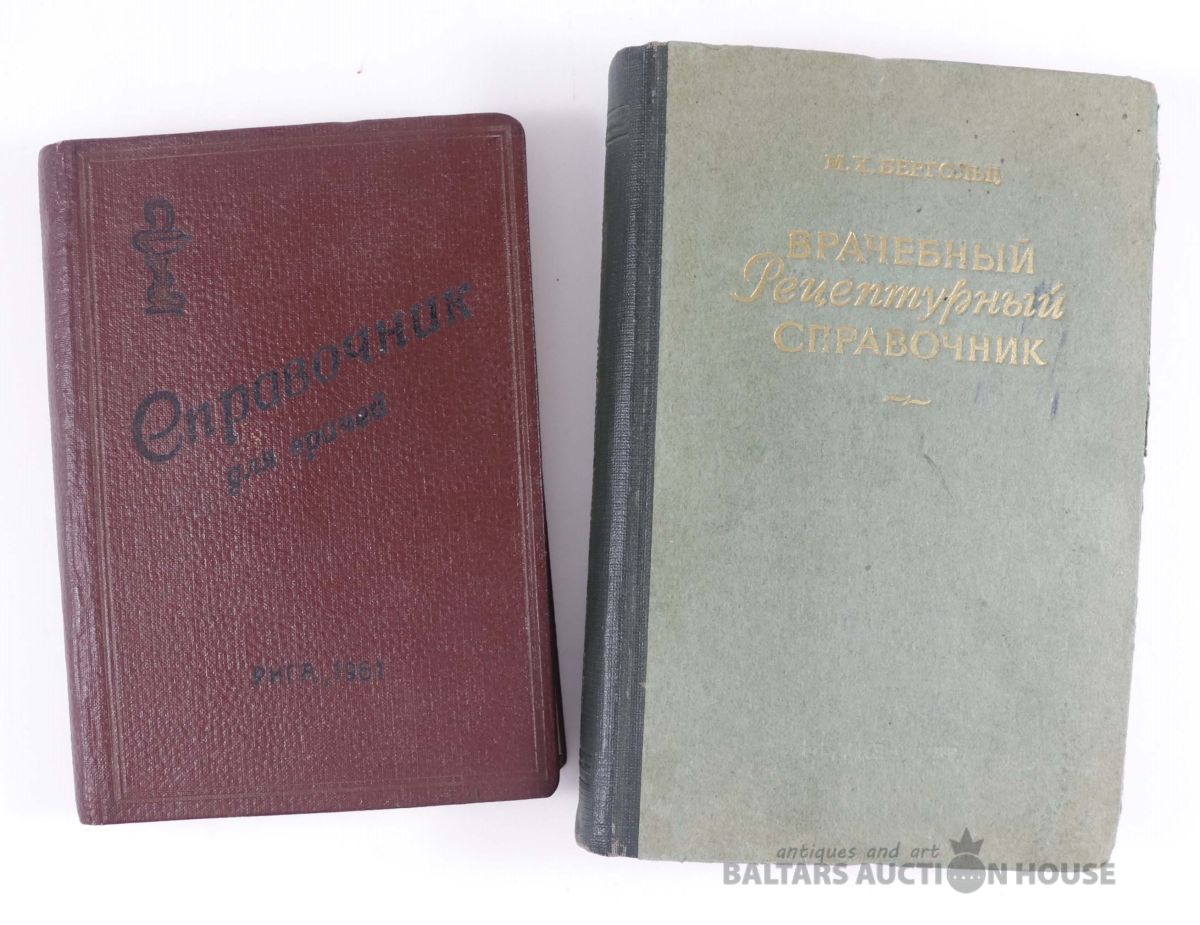 Справочник
для врачей
РИГА, 1961
М. Х. БЕРГОЛЬЦ
ВРАЧЕБНЫЙ
Рецептурный
СПРАВОЧНИК
antiques and art
BALTARS AUCTION HOUSE